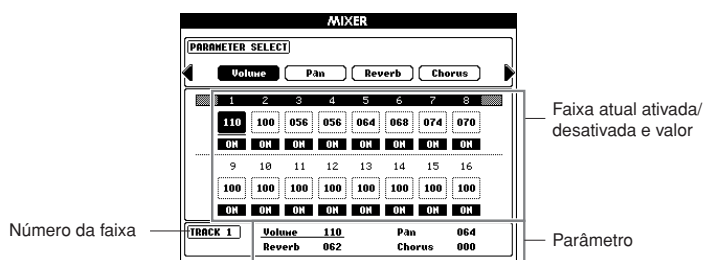 MIXER
PARAMETER SELECT
Volume Pan Reverb Chorus
1 2 3 4 5 6 7 8
110 100 056 056 064 068 074 070
ON ON ON ON ON ON ON ON
Faixa atual ativada/
desativada e valor
9 10 11 12 13 14 15 16
100 100 100 100 100 100 100 100
ON ON ON ON ON ON ON ON
Número da faixa
TRACK 1 Volume 110 Pan 064
Reverb 062 Chorus 000
Parâmetro